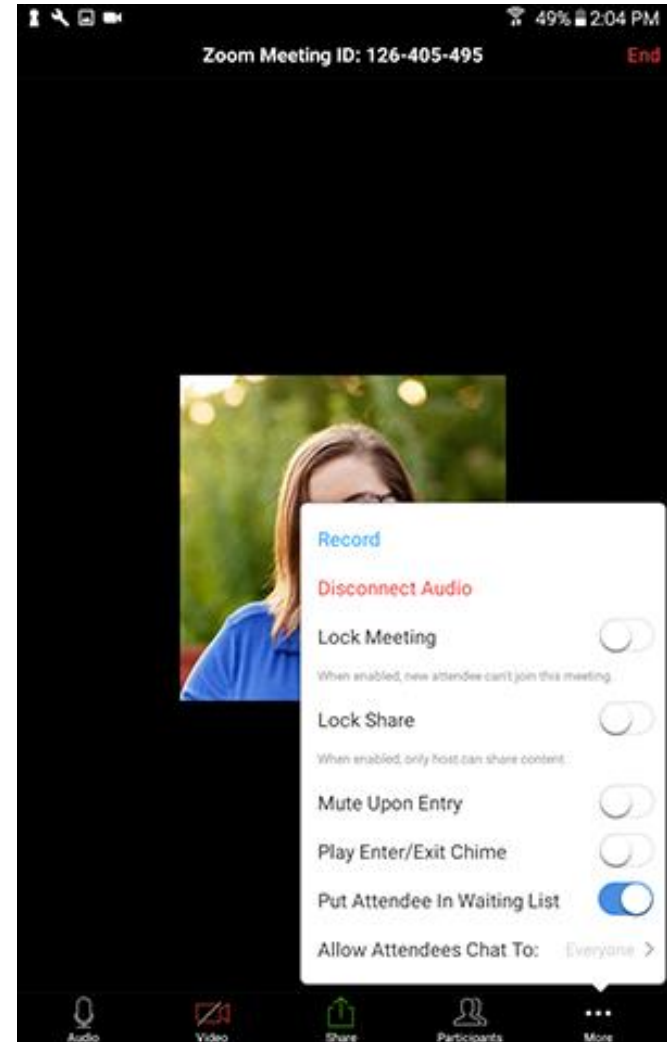 49% 2:04 PM
Zoom Meeting ID: 126-405-495 End
Record
Disconnect Audio
Lock Meeting
When enabled, new attendee can't join this meeting.
Lock Share
When enabled, only host can share content.
Mute Upon Entry
Play Enter/Exit Chime
Put Attendee In Waiting List
Allow Attendees Chat To: Everyone >
Audio Video Share Participants More